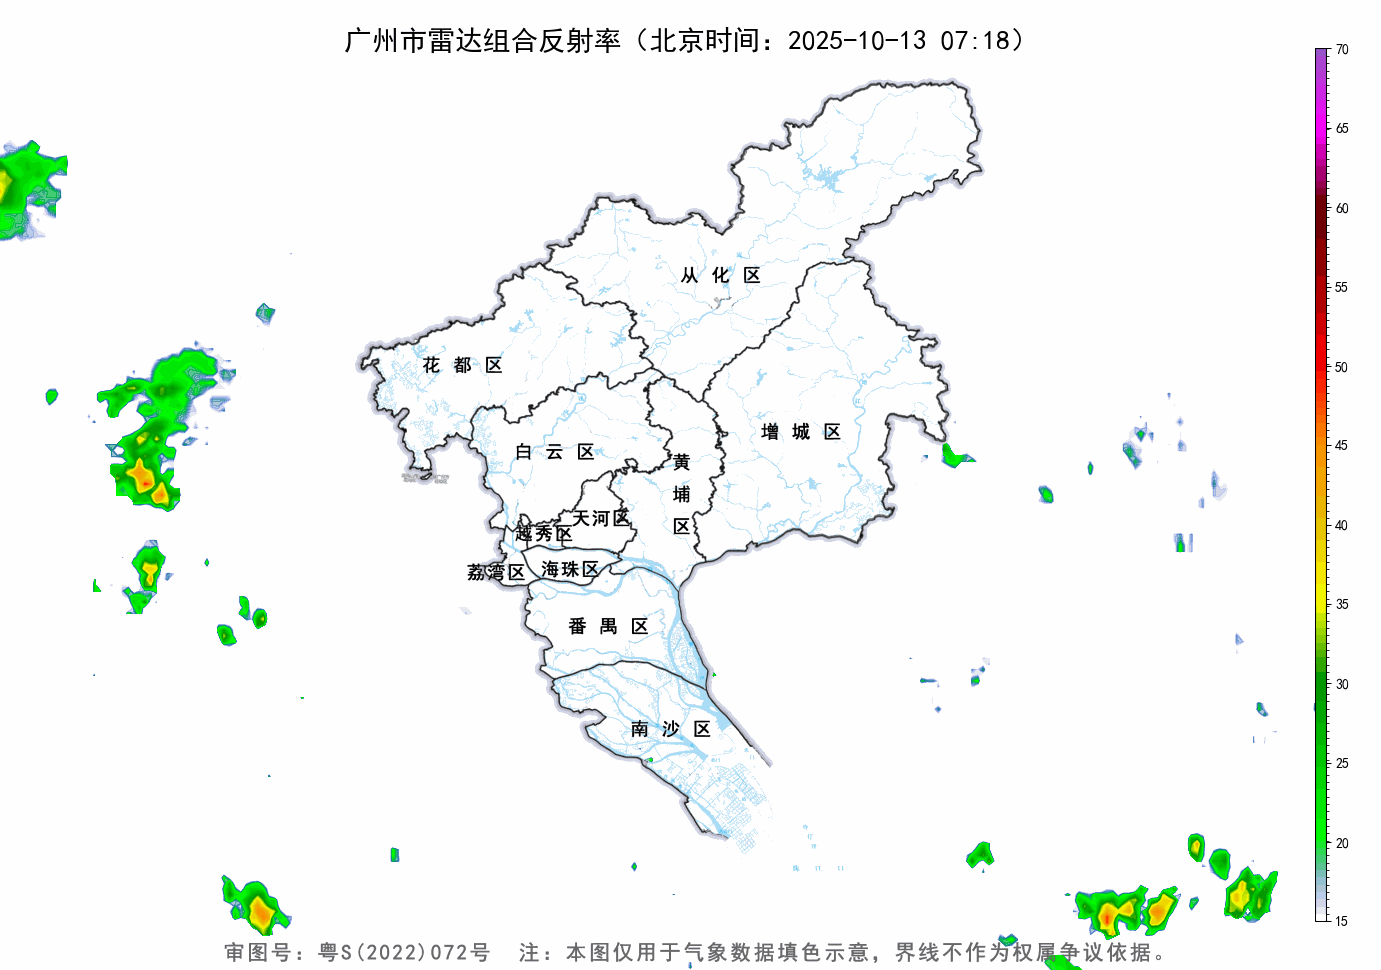 广州市雷达组合反射率（北京时间：2025-10-13 07:18）
70
65
60
55
50
45
40
35
30
25
20
15
从化区
花都区
增城区
白云区
黄埔区
天河区
越秀区
荔湾区
海珠区
番禺区
南沙区
审图号：粤S(2022)072号 注：本图仅用于气象数据填色示意，界线不作为权属争议依据。